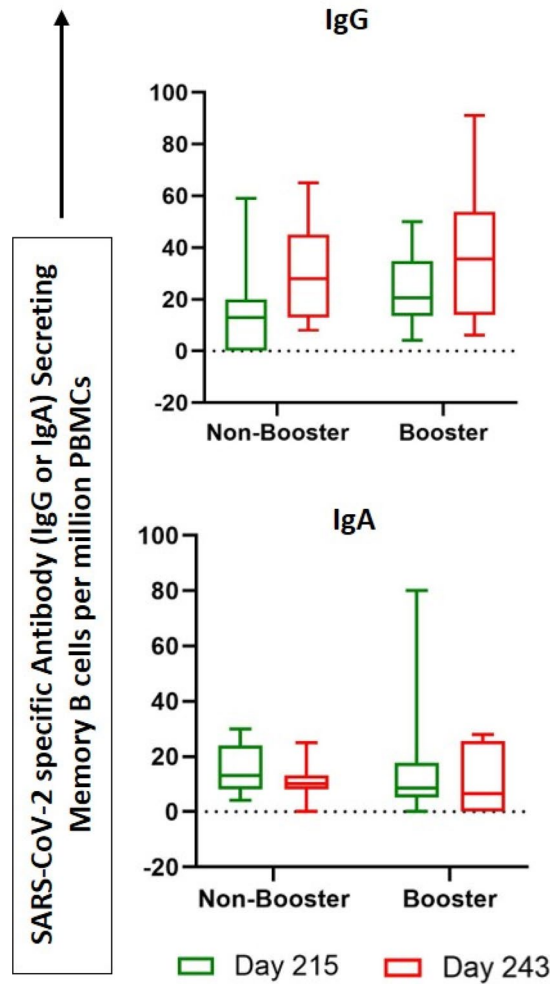 SARS-CoV-2 specific Antibody (IgG or IgA) Secreting
Memory B cells per million PBMCs
IgG
100
80
60
40
20
0
-20
Non-Booster Booster
IgA
100
80
60
40
20
0
-20
Non-Booster Booster
Day 215 Day 243